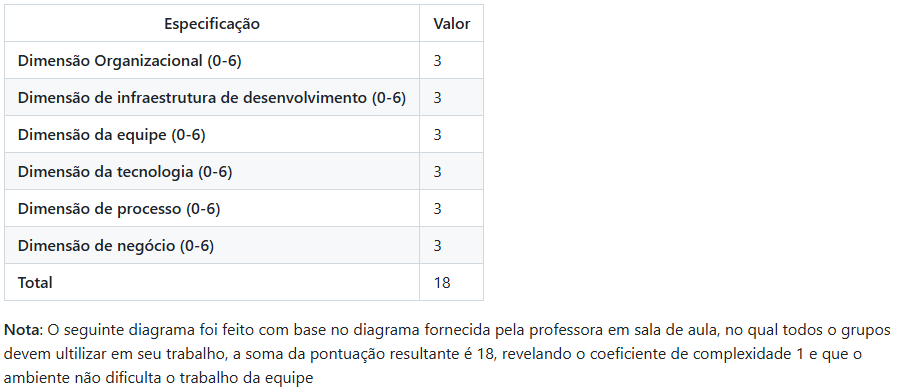 Especificação Valor
Dimensão Organizacional (0-6) 3
Dimensão de infraestrutura de desenvolvimento (0-6) 3
Dimensão da equipe (0-6) 3
Dimensão da tecnologia (0-6) 3
Dimensão de processo (0-6) 3
Dimensão de negócio (0-6) 3
Total 18
Nota: O seguinte diagrama foi feito com base no diagrama fornecida pela professora em sala de aula, no qual todos o grupos
devem ultilizar em seu trabalho, a soma da pontuação resultante é 18, revelando o coeficiente de complexidade 1 e que o
ambiente não dificulta o trabalho da equipe